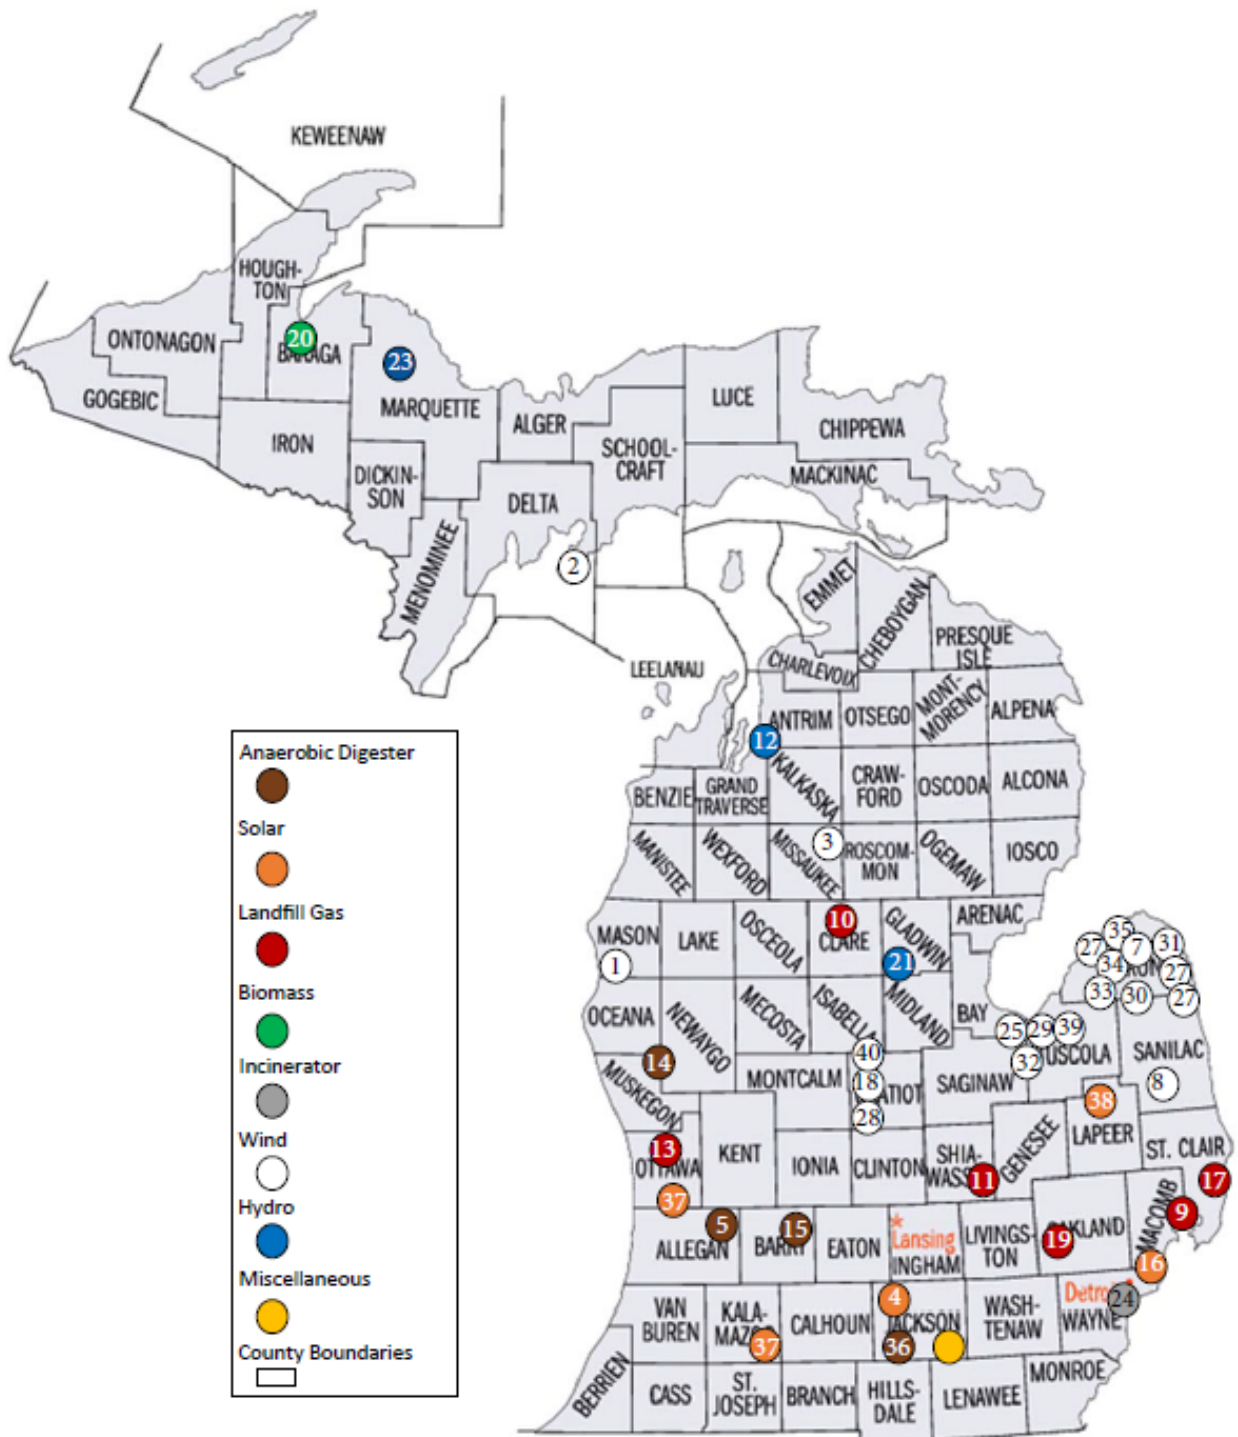 KEWEENAW
HOUGH-
TON
ONTONAGON
20
BARAGA
23
GOGEBIC
MARQUETTE
IRON
ALGER
LUCE
CHIPPEWA
SCHOOL-
CRAFT
DICKIN-
SON
MACKINAC
DELTA
MENOMINEE
2
EMMET
CHEBOYGAN
PRESQUE
ISLE
LEELANAU
CHARLEVOIX
ANTRIM
OTSEGO
MONT-
MORENCY
ALPENA
12
KALKASKA
BENZIE
GRAND
TRAVERSE
CRAW-
FORD
OSCODA
ALCONA
MANISTEE
WEXFORD
MISSAUKEE
3
ROSCOM-
MON
OGEMAW
IOSCO
MASON
1
LAKE
OSCEOLA
10
CLARE
GLADWIN
21
ARENAC
35
27
7
31
34
RON
27
33
30
27
OCEANA
NEWAYGO
MECOSTA
ISABELLA
MIDLAND
BAY
25
29
39
32
TUSCOLA
SANILAC
8
14
MUSKEGON
MONTCALM
40
18
ATIOT
28
SAGINAW
38
LAPEER
GENESEE
ST. CLAIR
17
13
OTTAWA
37
KENT
IONIA
CLINTON
SHIA-
WASS
11
MACOMB
9
5
ALLEGAN
15
BARRY
EATON
Lansing
INGHAM
LIVINGS-
TON
19
OAKLAND
16
VAN
BUREN
KALA-
MAZOO
37
CALHOUN
4
JACKSON
36
WASH-
TENAW
Detroit
WAYNE
24
BERRIEN
CASS
ST.
JOSEPH
BRANCH
HILLS-
DALE
LENAWEE
MONROE
Anaerobic Digester
Solar
Landfill Gas
Biomass
Incinerator
Wind
Hydro
Miscellaneous
County Boundaries